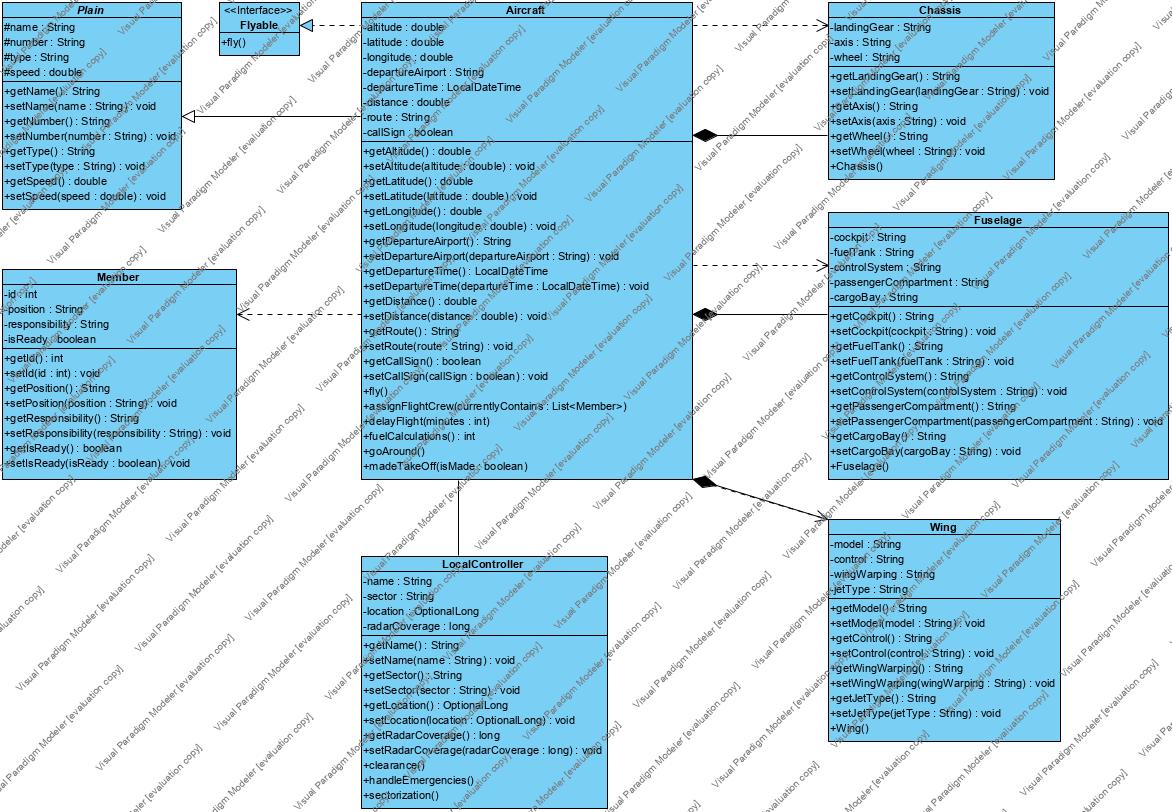 Plain
#name : String
#number : String
#type : String
#speed : double
+getName() : String
+setName(name : String) : void
+getNumber() : String
+setNumber(number : String) : void
+getType() : String
+setType(type : String) : void
+getSpeed() : double
+setSpeed(speed : double) : void
<<Interface>>
Flyable
+fly()
Aircraft
-altitude : double
-latitude : double
-longitude : double
-departureAirport : String
-departureTime : LocalDateTime
-distance : double
-route : String
-callSign : boolean
+getAltitude() : double
+setAltitude(altitude : double) : void
+getLatitude() : double
+setLatitude(latitude : double) : void
+getLongitude() : double
+setLongitude(longitude : double) : void
+getDepartureAirport() : String
+setDepartureAirport(departureAirport : String) : void
+getDepartureTime() : LocalDateTime
+setDepartureTime(departureTime : LocalDateTime) : void
+getDistance() : double
+setDistance(distance : double) : void
+getRoute() : String
+setRoute(route : String) : void
+getCallSign() : boolean
+setCallSign(callSign : boolean) : void
+fly()
+assignFlightCrew(currentlyContains : List<Member>)
+delayFlight(minutes : int)
+fuelCalculations() : int
+goAround()
+madeTakeOff(isMade : boolean)
Chassis
-landingGear : String
-axis : String
-wheel : String
+getLandingGear() : String
+setLandingGear(landingGear : String) : void
+getAxis() : String
+setAxis(axis : String) : void
+getWheel() : String
+setWheel(wheel : String) : void
+Chassis()
Fuselage
-cockpit : String
-fuelTank : String
-controlSystem : String
-passengerCompartment : String
-cargoBay : String
+getCockpit() : String
+setCockpit(cockpit : String) : void
+getFuelTank() : String
+setFuelTank(fuelTank : String) : void
+getControlSystem() : String
+setControlSystem(controlSystem : String) : void
+getPassengerCompartment() : String
+setPassengerCompartment(passengerCompartment : String) : void
+getCargoBay() : String
+setCargoBay(cargoBay : String) : void
+Fuselage()
Member
-id : int
-position : String
-responsibility : String
-isReady : boolean
+getId() : int
+setId(id : int) : void
+getPosition() : String
+setPosition(position : String) : void
+getResponsibility() : String
+setResponsibility(responsibility : String) : void
+getIsReady() : boolean
+setIsReady(isReady : boolean) : void
LocalController
-name : String
-sector : String
-location : OptionalLong
-radarCoverage : long
+getName() : String
+setName(name : String) : void
+getSector() : String
+setSector(sector : String) : void
+getLocation() : OptionalLong
+setLocation(location : OptionalLong) : void
+getRadarCoverage() : long
+setRadarCoverage(radarCoverage : long) : void
+clearance()
+handleEmergencies()
+sectorization()
Wing
-model : String
-control : String
-wingWarping : String
-jetType : String
+getModel() : String
+setModel(model : String) : void
+getControl() : String
+setControl(control : String) : void
+getWingWarping() : String
+setWingWarping(wingWarping : String) : void
+getJetType() : String
+setJetType(jetType : String) : void
+Wing()
Visual Paradigm Modeler [evaluation copy]